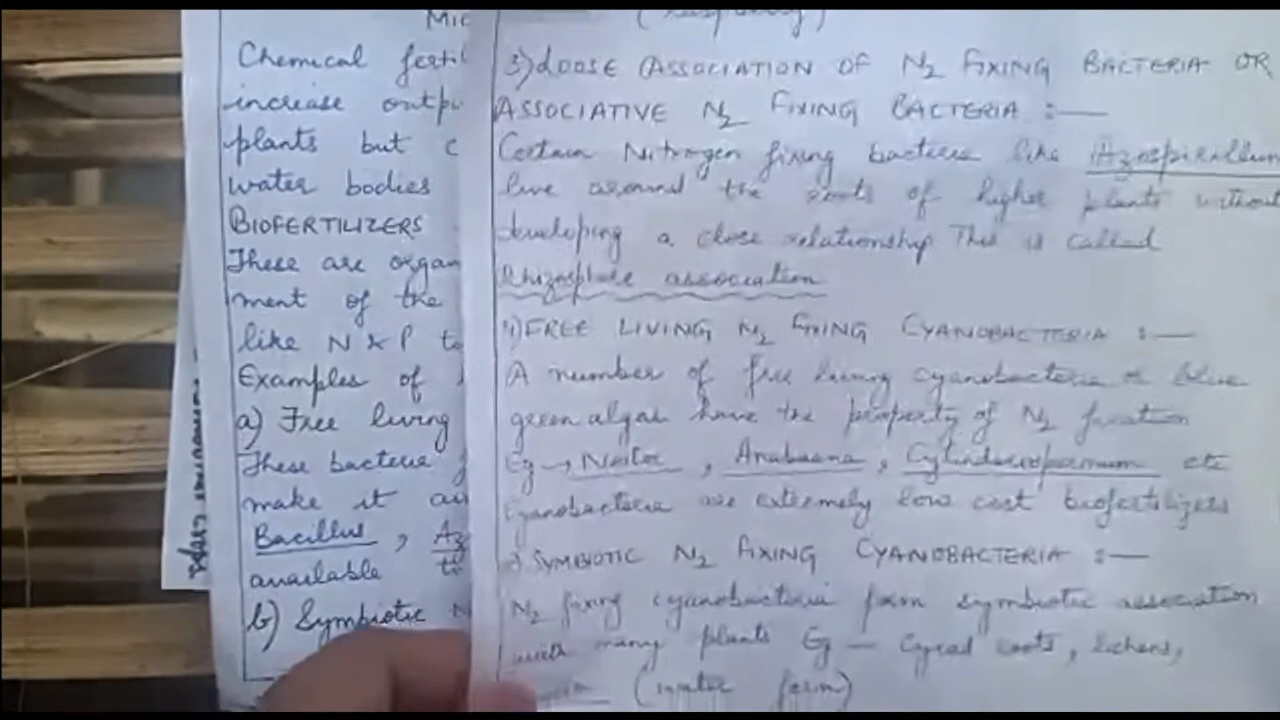 Mic
Chemical fertil
increase outpu
plants but c
water bodies
BIOFERTILIZERS
These are organ
ment of the
like N & P to
Examples of
a) Free living
These bacteria
make it av
Bacillus, Az
available to
b) Symbiotic N
3) LOOSE ASSOCIATION OF N2 FIXING BACTERIA OR
ASSOCIATIVE N2 FIXING BACTERIA :—
Certain Nitrogen fixing bacteria like Azospirillum
live around the roots of higher plants without
developing a close relationship This is called
Rhizosphere association
4) FREE LIVING N2 FIXING CYANOBACTERIA :—
A number of free living cyanobacteria or blue
green algae have the property of N2 fixation
Eg → Nostoc, Anabaena, Cylindrospermum etc
Cyanobacteria are extremely low cost biofertilizers
) SYMBIOTIC N2 FIXING CYANOBACTERIA :—
N2 fixing cyanobacteria form symbiotic association
with many plants Eg — Cycad roots, lichens,
(water fern)